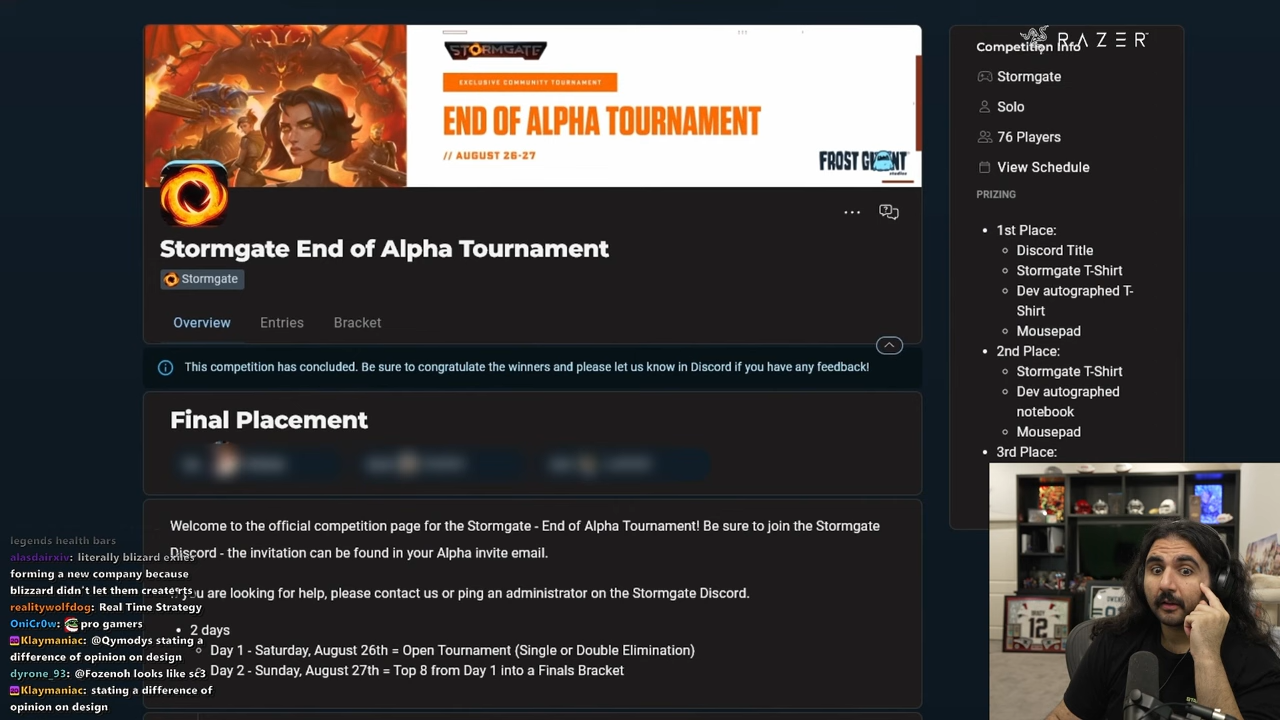 STORMGATE
EXCLUSIVE COMMUNITY TOURNAMENT
END OF ALPHA TOURNAMENT
// AUGUST 26-27
FROST GIANT
studios
Stormgate End of Alpha Tournament
Stormgate
Overview Entries Bracket
This competition has concluded. Be sure to congratulate the winners and please let us know in Discord if you have any feedback!
Final Placement
Welcome to the official competition page for the Stormgate - End of Alpha Tournament! Be sure to join the Stormgate
Discord - the invitation can be found in your Alpha invite email.
you are looking for help, please contact us or ping an administrator on the Stormgate Discord.
• 2 days
Day 1 - Saturday, August 26th = Open Tournament (Single or Double Elimination)
Day 2 - Sunday, August 27th = Top 8 from Day 1 into a Finals Bracket
RAZER
Competition Info
Stormgate
Solo
76 Players
View Schedule
PRIZING
1st Place:
Discord Title
Stormgate T-Shirt
Dev autographed T-
Shirt
Mousepad
2nd Place:
Stormgate T-Shirt
Dev autographed
notebook
Mousepad
3rd Place:
legends health bars
alasdairxiv: literally blizard exiles
forming a new company because
blizzard didn't let them create rts
realitywolfdog: Real Time Strategy
OniCr0w: pro gamers
Klaymaniac: @Qymodys stating a
difference of opinion on design
dyrone_93: @Fozenoh looks like sc3
Klaymaniac: stating a difference of
opinion on design
BRADY
12